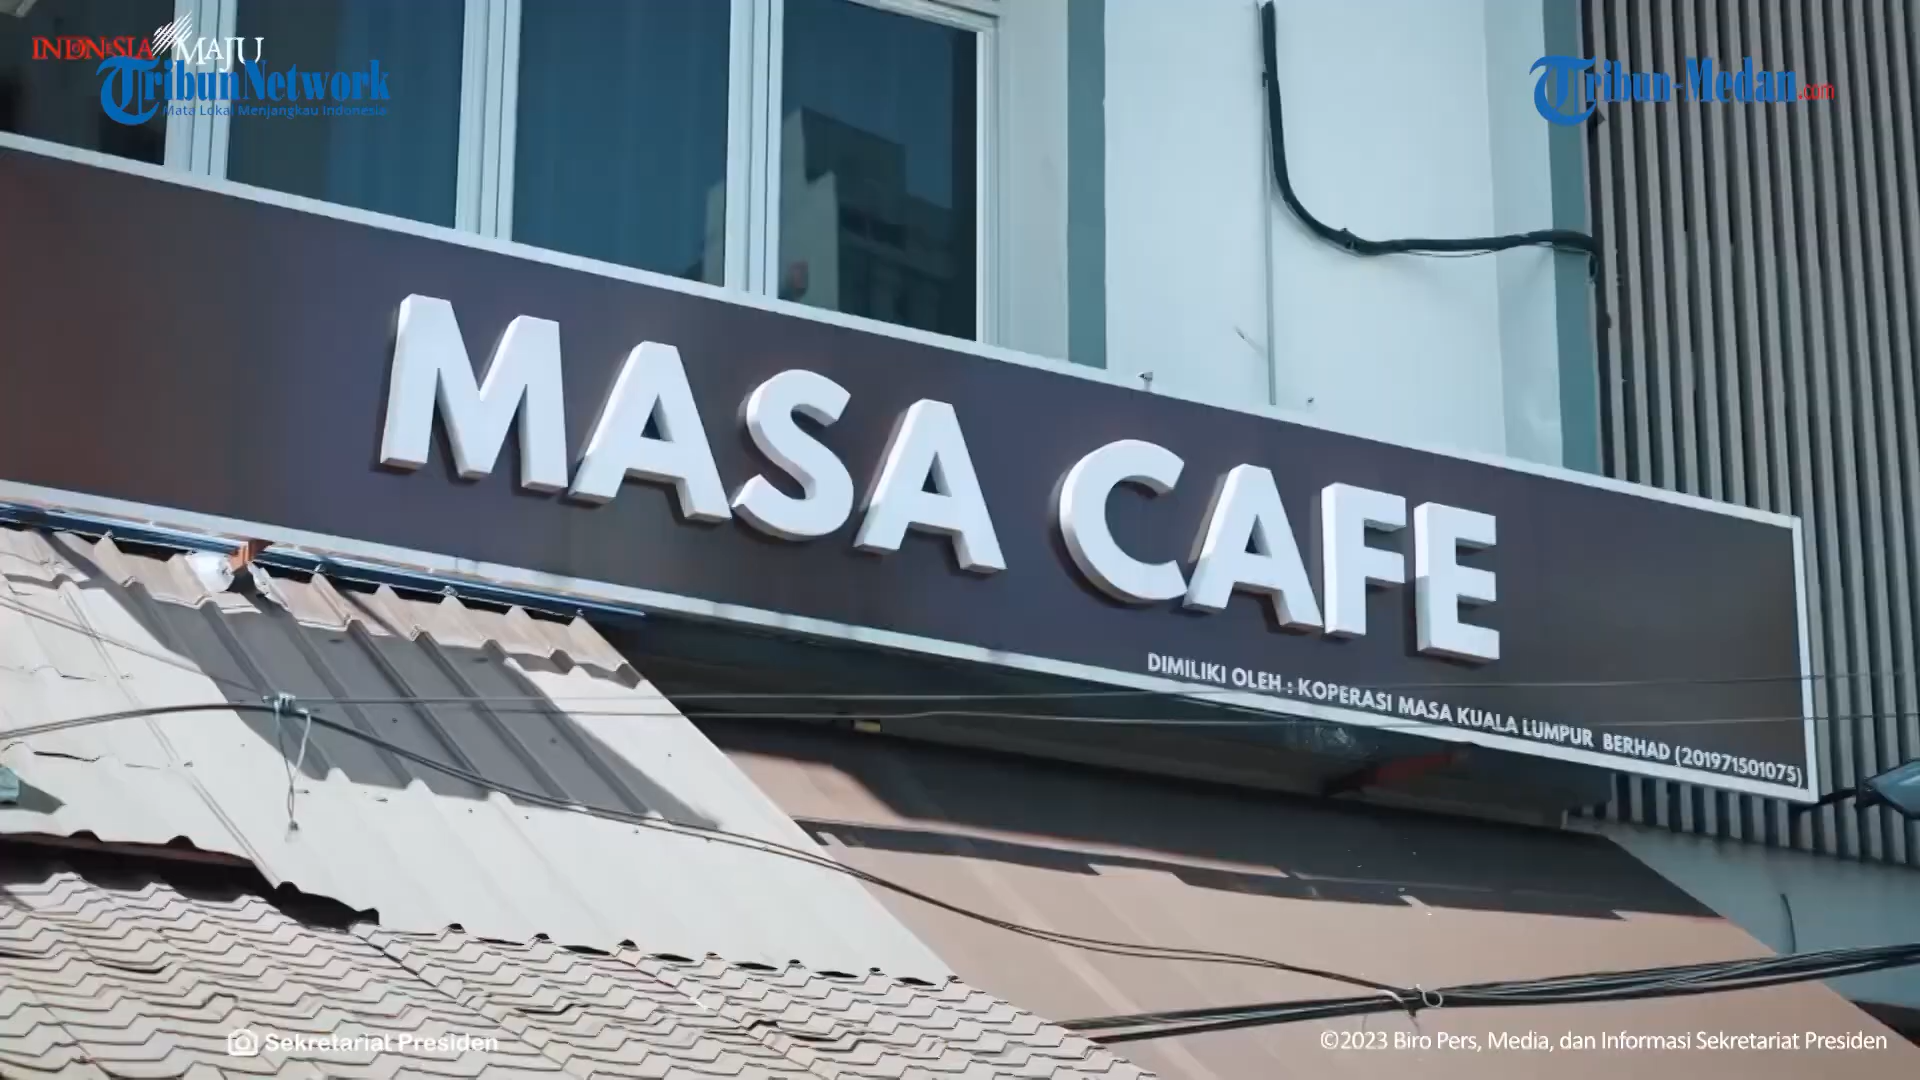 INDONESIA MAJU
TribunNetwork
Mata Lokal Menjangkau Indonesia
Tribun-Medan.com
MASA CAFE
DIMILIKI OLEH : KOPERASI MASA KUALA LUMPUR BERHAD (201971501075)
Sekretariat Presiden
©2023 Biro Pers, Media, dan Informasi Sekretariat Presiden